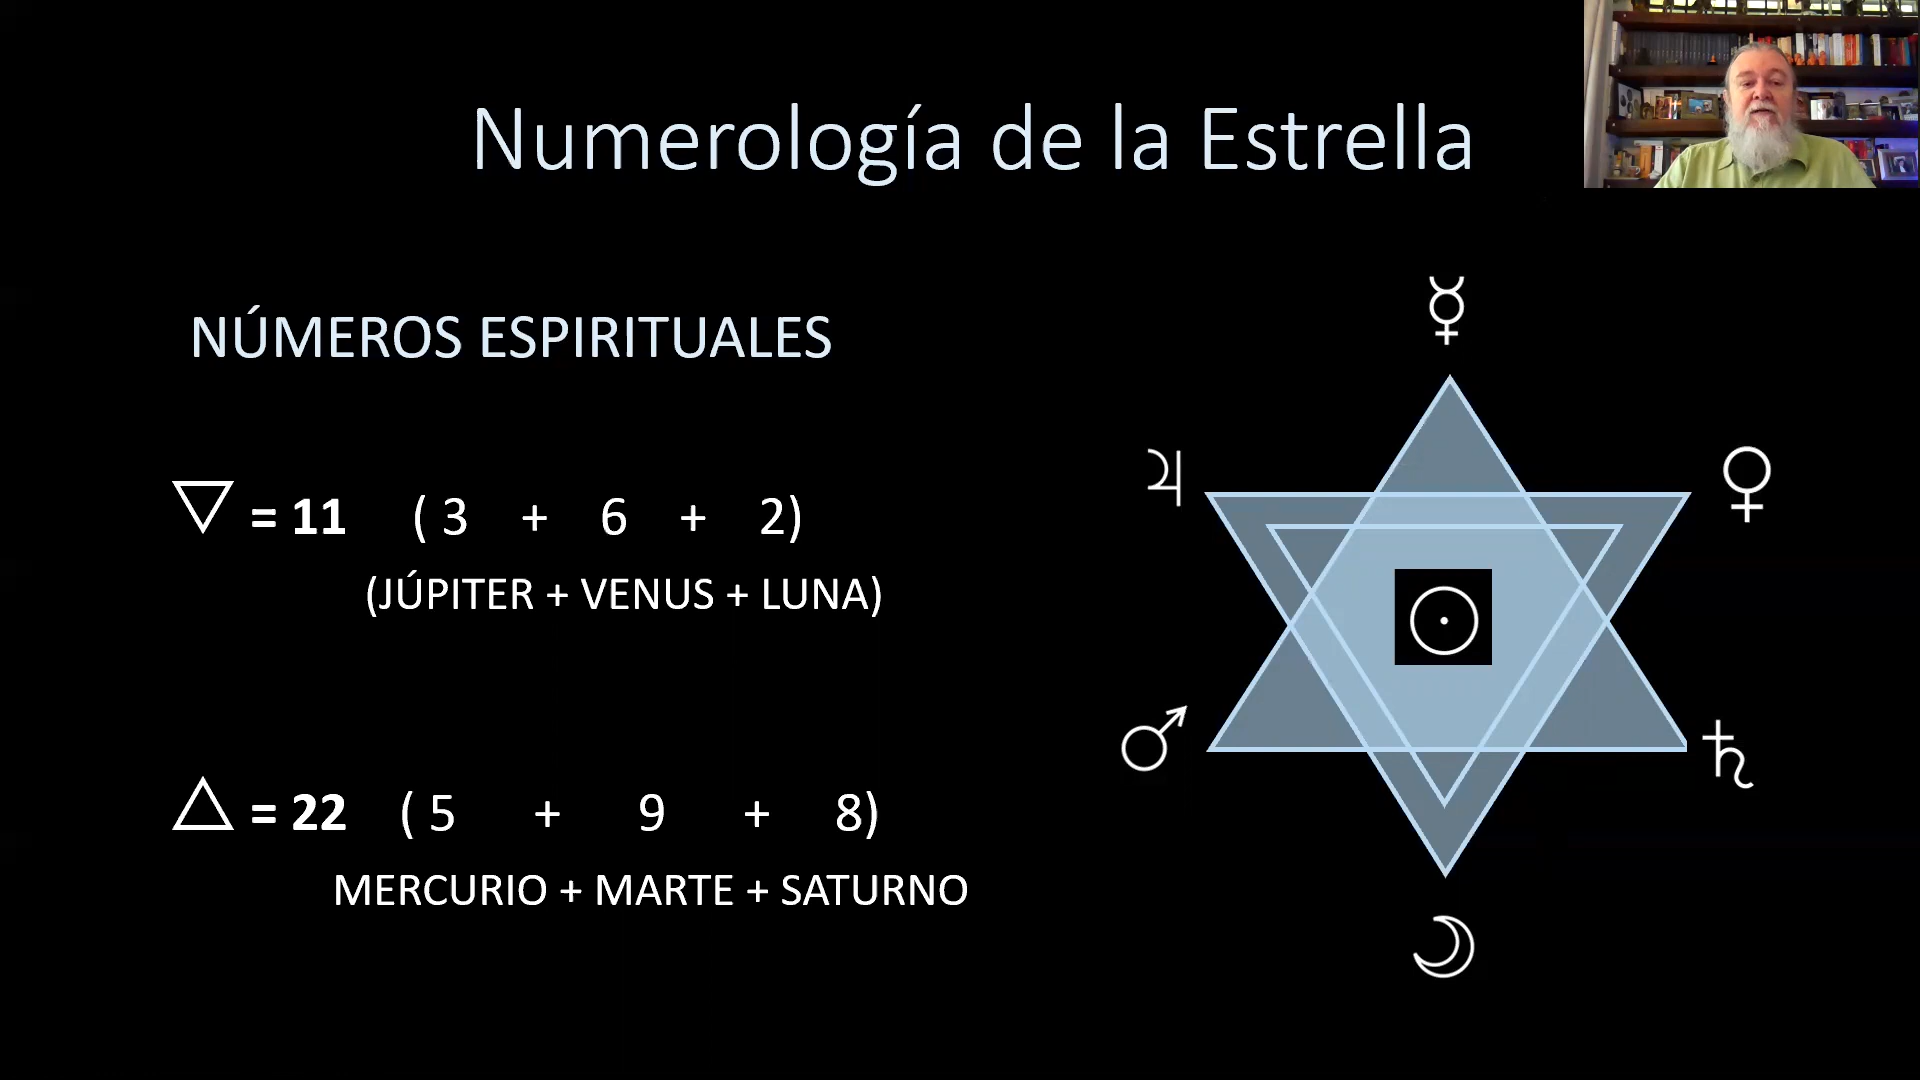 Numerología de la Estrella
NÚMEROS ESPIRITUALES
▽ = 11 ( 3 + 6 + 2)
(JÚPITER + VENUS + LUNA)
△ = 22 ( 5 + 9 + 8)
MERCURIO + MARTE + SATURNO
☿
♃ ♀
☉
♂ ♄
☽